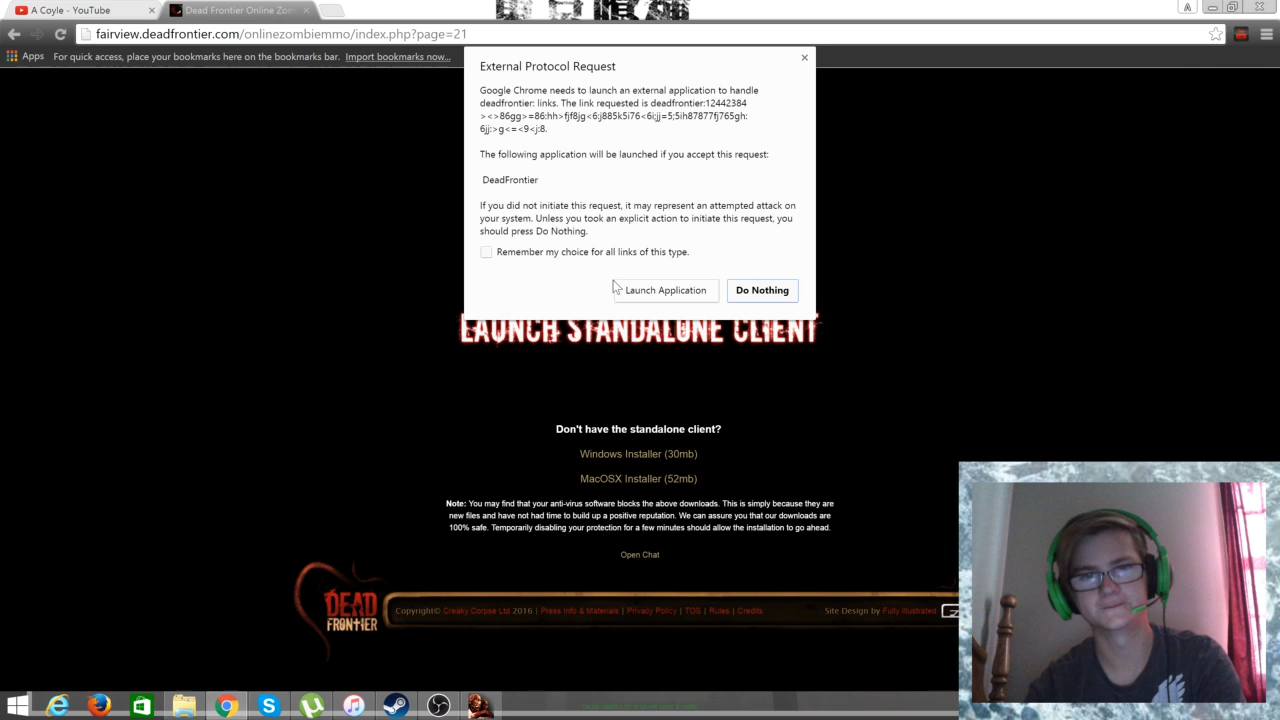 A Coyle - YouTube
Dead Frontier Online Zo
A
fairview.deadfrontier.com/onlinezombiemmo/index.php?page=21
Apps For quick access, place your bookmarks here on the bookmarks bar. Import bookmarks now...
External Protocol Request
Google Chrome needs to launch an external application to handle
deadfrontier: links. The link requested is deadfrontier:12442384
><>86gg>=86:hh>fjf8jg<6:j885k5i76<6i;jj=5;5ih87877fj765gh:
6jj:>g<=<9<j:8.
The following application will be launched if you accept this request:
DeadFrontier
If you did not initiate this request, it may represent an attempted attack on
your system. Unless you took an explicit action to initiate this request, you
should press Do Nothing.
Remember my choice for all links of this type.
Launch Application Do Nothing
LAUNCH STANDALONE CLIENT
Don't have the standalone client?
Windows Installer (30mb)
MacOSX Installer (52mb)
Note: You may find that your anti-virus software blocks the above downloads. This is simply because they are
new files and have not had time to build up a positive reputation. We can assure you that our downloads are
100% safe. Temporarily disabling your protection for a few minutes should allow the installation to go ahead.
Open Chat
DEAD
FRONTIER
Copyright© Creaky Corpse Ltd 2016 | Press Info & Materials | Privacy Policy | TOS | Rules | Credits
Site Design by Fully Illustrated